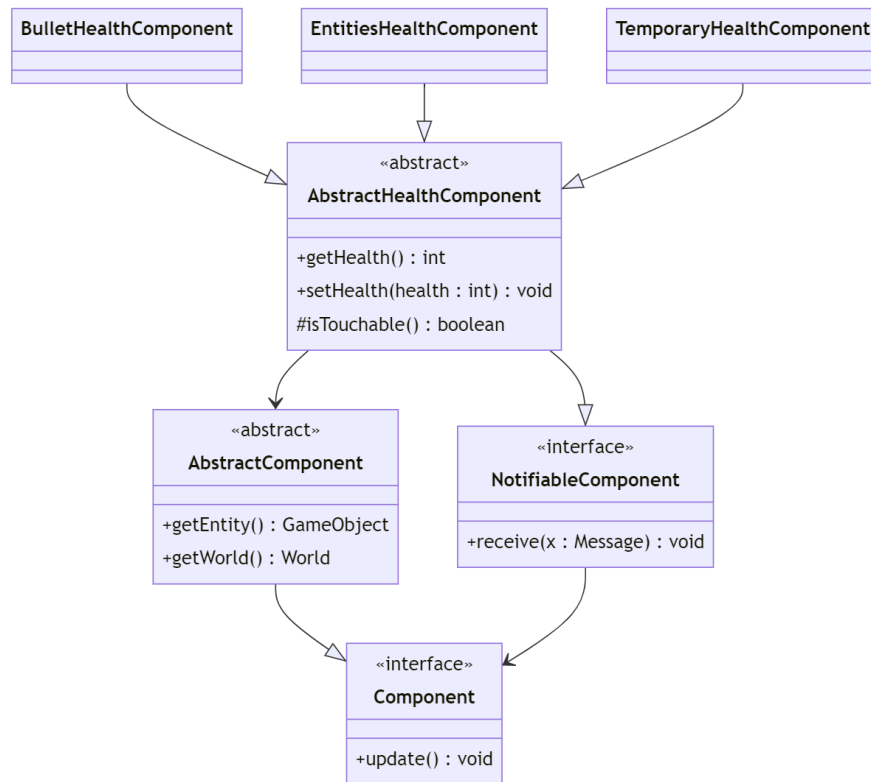 BulletHealthComponent
EntitiesHealthComponent
TemporaryHealthComponent
«abstract»
AbstractHealthComponent
+getHealth() : int
+setHealth(health : int) : void
#isTouchable() : boolean
«abstract»
AbstractComponent
+getEntity() : GameObject
+getWorld() : World
«interface»
NotifiableComponent
+receive(x : Message) : void
«interface»
Component
+update() : void